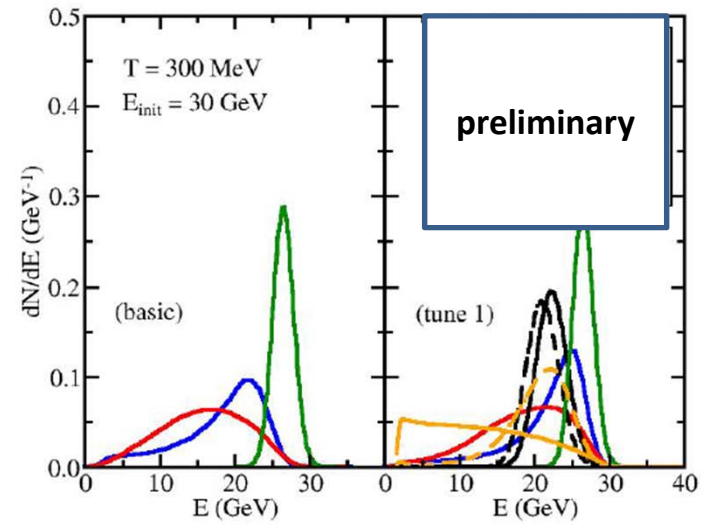 0.5
0.4
0.3
0.2
0.1
0.0
dN/dE (GeV⁻¹)
T = 300 MeV
E_init = 30 GeV
(basic)
0 10 20 30
E (GeV)
preliminary
(tune 1)
0 10 20 30 40
E (GeV)